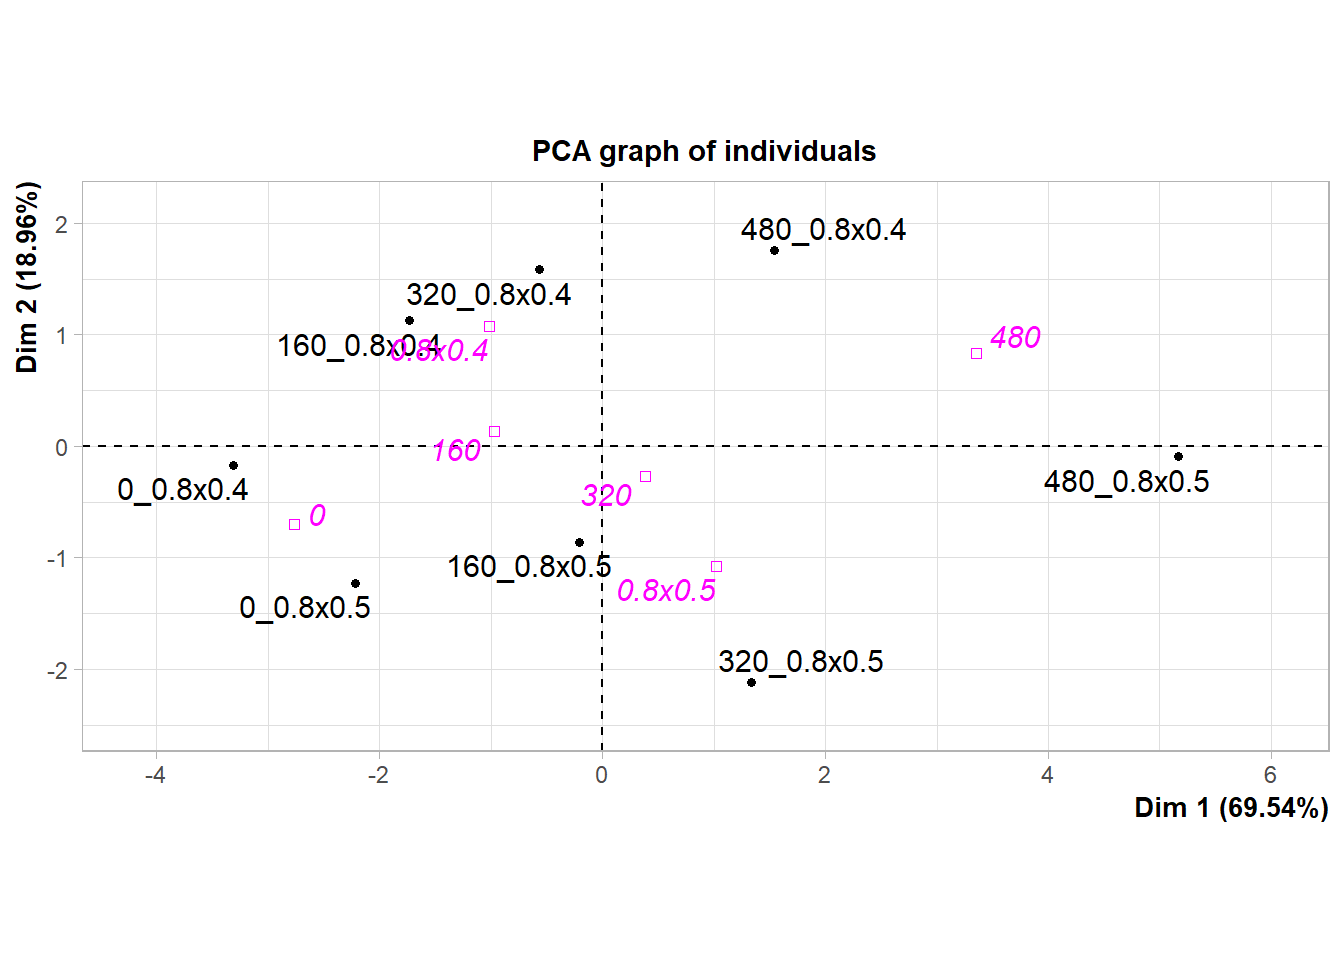 PCA graph of individuals
Dim 2 (18.96%)
2
1
0
-1
-2
480_0.8x0.4
320_0.8x0.4
480
160_0.8x0.4
0.8x0.4
160
0_0.8x0.4
480_0.8x0.5
320
0
160_0.8x0.5
0.8x0.5
0_0.8x0.5
320_0.8x0.5
-4
-2
0
2
4
6
Dim 1 (69.54%)